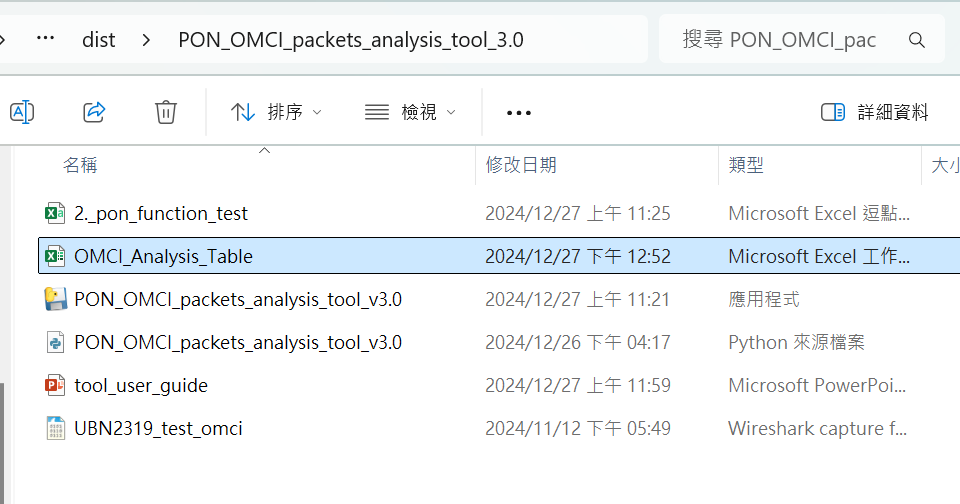 ... dist > PON_OMCI_packets_analysis_tool_3.0 搜尋 PON_OMCI_pac
排序 檢視 ... 詳細資料
名稱 修改日期 類型 大小
2._pon_function_test 2024/12/27 上午 11:25 Microsoft Excel 逗點...
OMCI_Analysis_Table 2024/12/27 下午 12:52 Microsoft Excel 工作...
PON_OMCI_packets_analysis_tool_v3.0 2024/12/27 上午 11:21 應用程式
PON_OMCI_packets_analysis_tool_v3.0 2024/12/26 下午 04:17 Python 來源檔案
tool_user_guide 2024/12/27 上午 11:59 Microsoft PowerPoi...
UBN2319_test_omci 2024/11/12 下午 05:49 Wireshark capture f...